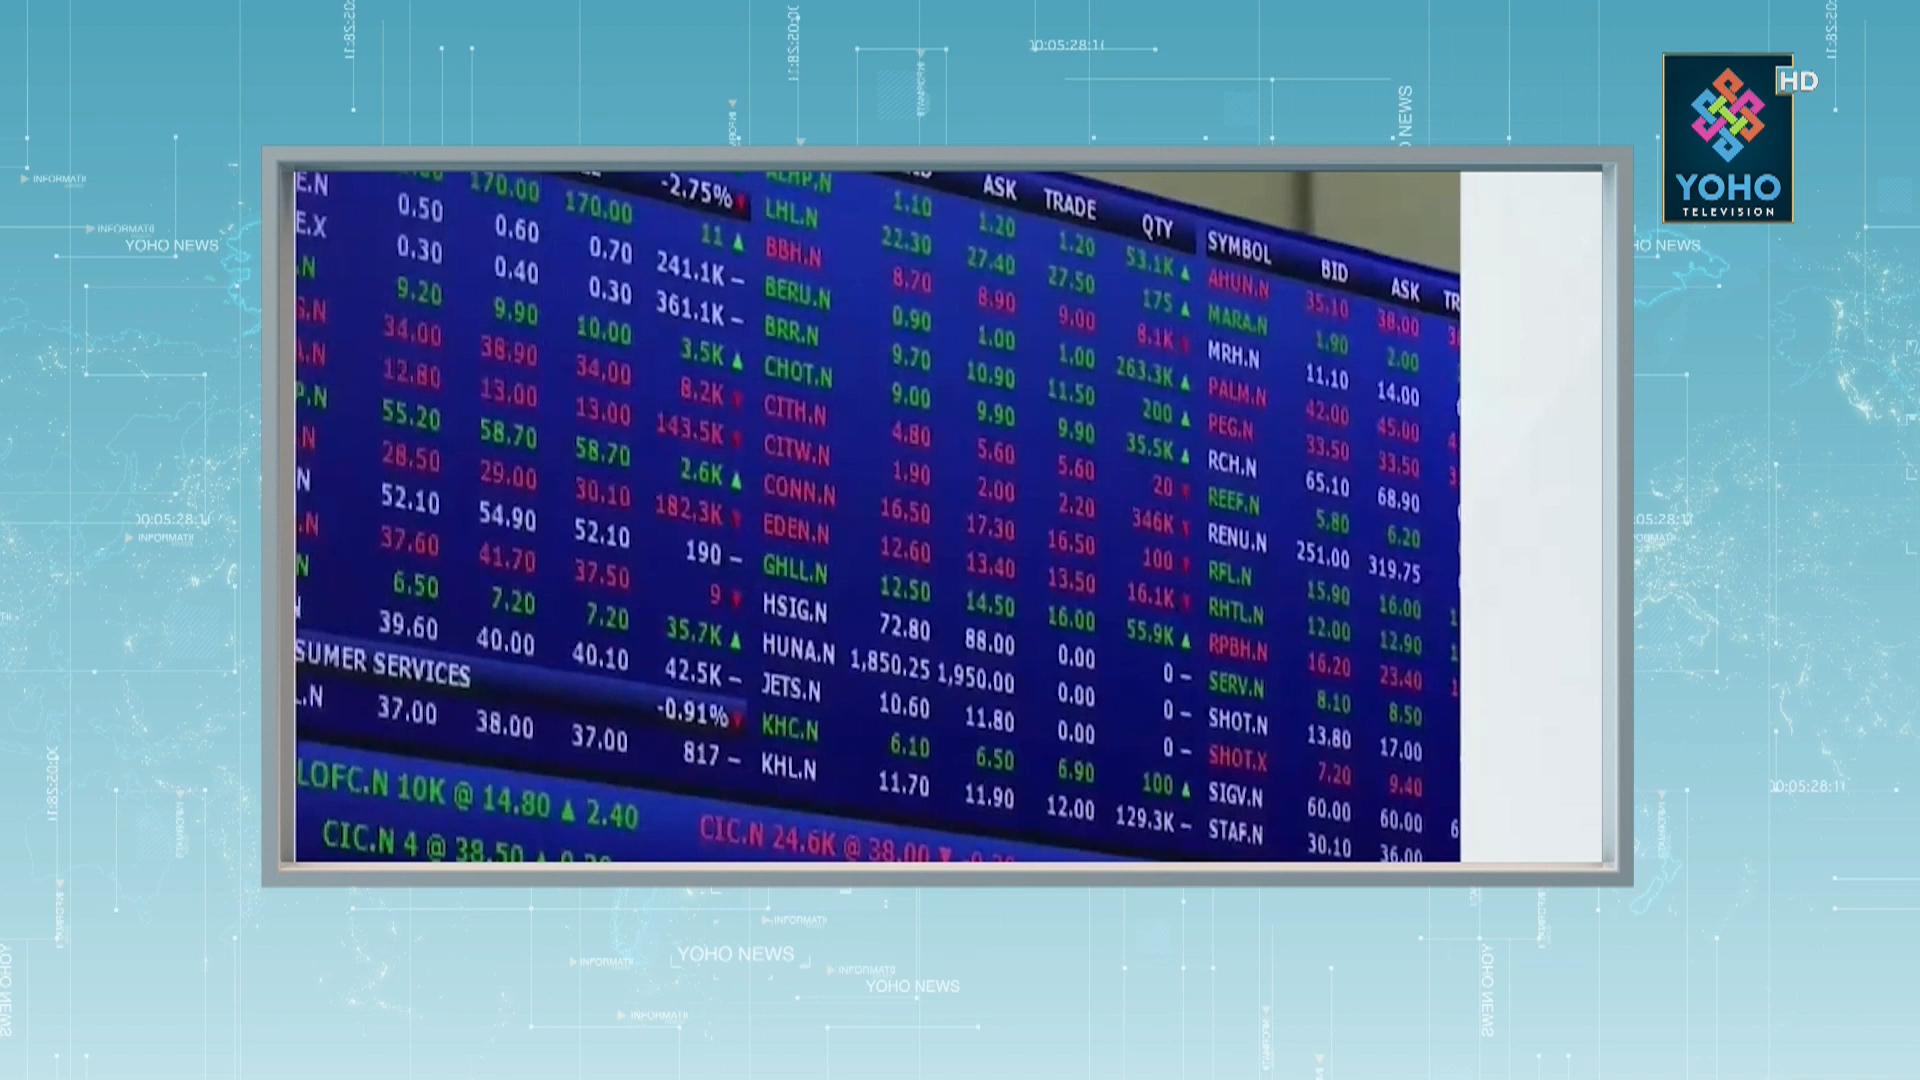 HD
YOHO
TELEVISION
-2.75%
170.00 170.00 11 ▲
E.N 0.50 0.60 0.70 241.1K –
E.X 0.30 0.40 0.30 361.1K –
.N 9.20 9.90 10.00 3.5K ▲
.N 34.00 38.90 34.00 8.2K ▼
.N 12.80 13.00 13.00 143.5K ▼
P.N 55.20 58.70 58.70 2.6K ▲
N 28.50 29.00 30.10 182.3K ▼
N 52.10 54.90 52.10 190 –
.N 37.60 41.70 37.50 9 ▼
N 6.50 7.20 7.20 35.7K ▲
39.60 40.00 40.10 42.5K –
SUMER SERVICES -0.91% ▼
L.N 37.00 38.00 37.00 817 –
ASK TRADE QTY
ALHP.N 1.10 1.20 1.20 53.1K ▲
LHL.N 22.30 27.40 27.50 175 ▲
BBH.N 8.70 8.90 9.00 8.1K ▼
BERU.N 0.90 1.00 1.00 263.3K ▲
BRR.N 9.70 10.90 11.50 200 ▲
CHOT.N 9.00 9.90 9.90 35.5K ▲
CITH.N 4.80 5.60 5.60 20 ▼
CITW.N 1.90 2.00 2.20 346K ▼
CONN.N 16.50 17.30 16.50 100 ▼
EDEN.N 12.60 13.40 13.50 16.1K ▼
GHLL.N 12.50 14.50 16.00 55.9K ▲
HSIG.N 72.80 88.00 0.00 0 –
HUNA.N 1,850.25 1,950.00 0.00 0 –
JETS.N 10.60 11.80 0.00 0 –
KHC.N 6.10 6.50 6.90 100 ▲
KHL.N 11.70 11.90 12.00 129.3K –
SYMBOL BID ASK TR
AHUN.N 35.10 38.00
MARA.N 1.90 2.00
MRH.N 11.10 14.00
PALM.N 42.00 45.00
PEG.N 33.50 33.50
RCH.N 65.10 68.90
REEF.N 5.80 6.20
RENU.N 251.00 319.75
RFL.N 15.90 16.00
RHTL.N 12.00 12.90
RPBH.N 16.20 23.40
SERV.N 8.10 8.50
SHOT.N 13.80 17.00
SHOT.X 7.20 9.40
SIGV.N 60.00 60.00
STAF.N 30.10 36.00
LOFC.N 10K @ 14.80 ▲ 2.40
CIC.N 4 @ 38.50 ▲
CIC.N 24.6K @ 38.00 ▼
YOHO NEWS
YOHO NEWS
YOHO NEWS